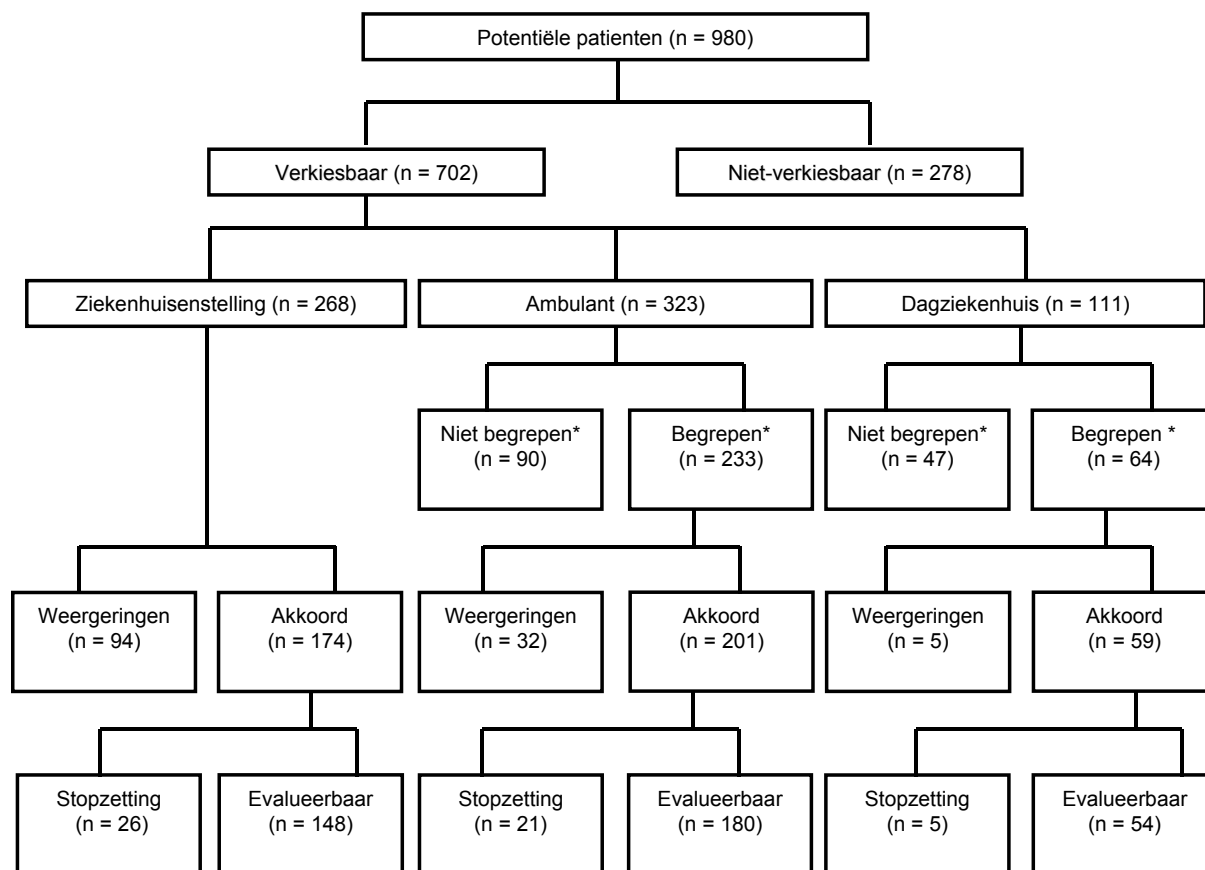 Potentiële patienten (n = 980)
Verkiesbaar (n = 702)
Niet-verkiesbaar (n = 278)
Ziekenhuisenstelling (n = 268)
Ambulant (n = 323)
Dagziekenhuis (n = 111)
Niet begrepen*
(n = 90)
Begrepen*
(n = 233)
Niet begrepen*
(n = 47)
Begrepen *
(n = 64)
Weergeringen
(n = 94)
Akkoord
(n = 174)
Weergeringen
(n = 32)
Akkoord
(n = 201)
Weergeringen
(n = 5)
Akkoord
(n = 59)
Stopzetting
(n = 26)
Evalueerbaar
(n = 148)
Stopzetting
(n = 21)
Evalueerbaar
(n = 180)
Stopzetting
(n = 5)
Evalueerbaar
(n = 54)